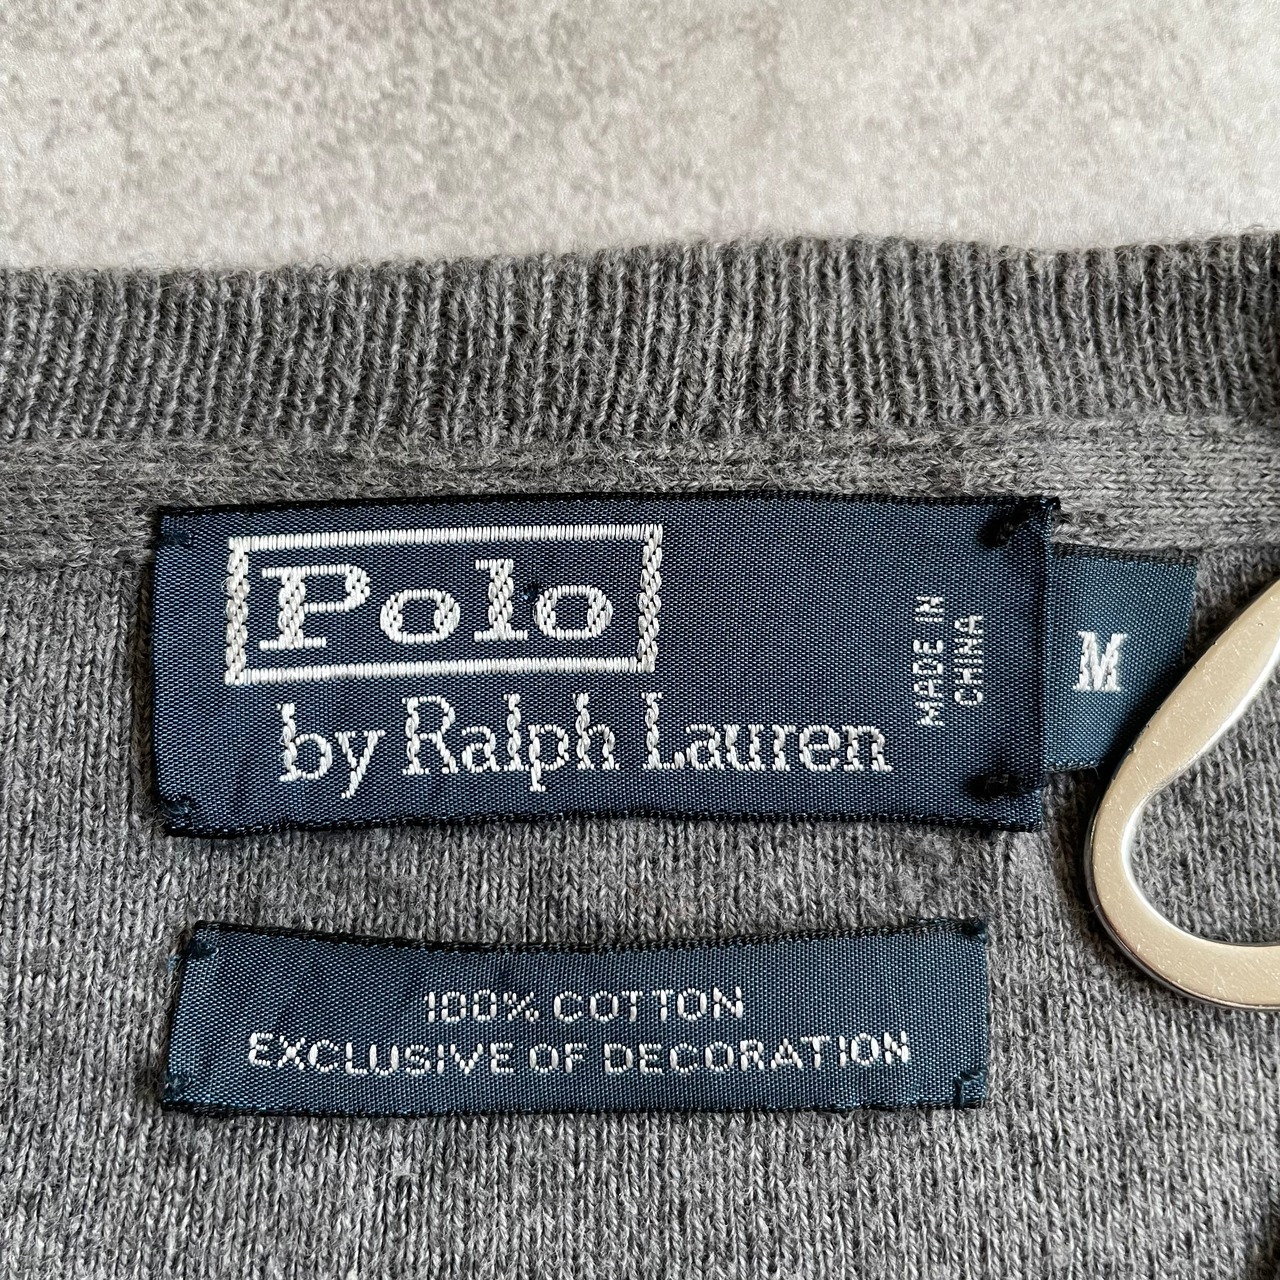 Polo
by Ralph Lauren
MADE IN
CHINA
M
100% COTTON
EXCLUSIVE OF DECORATION